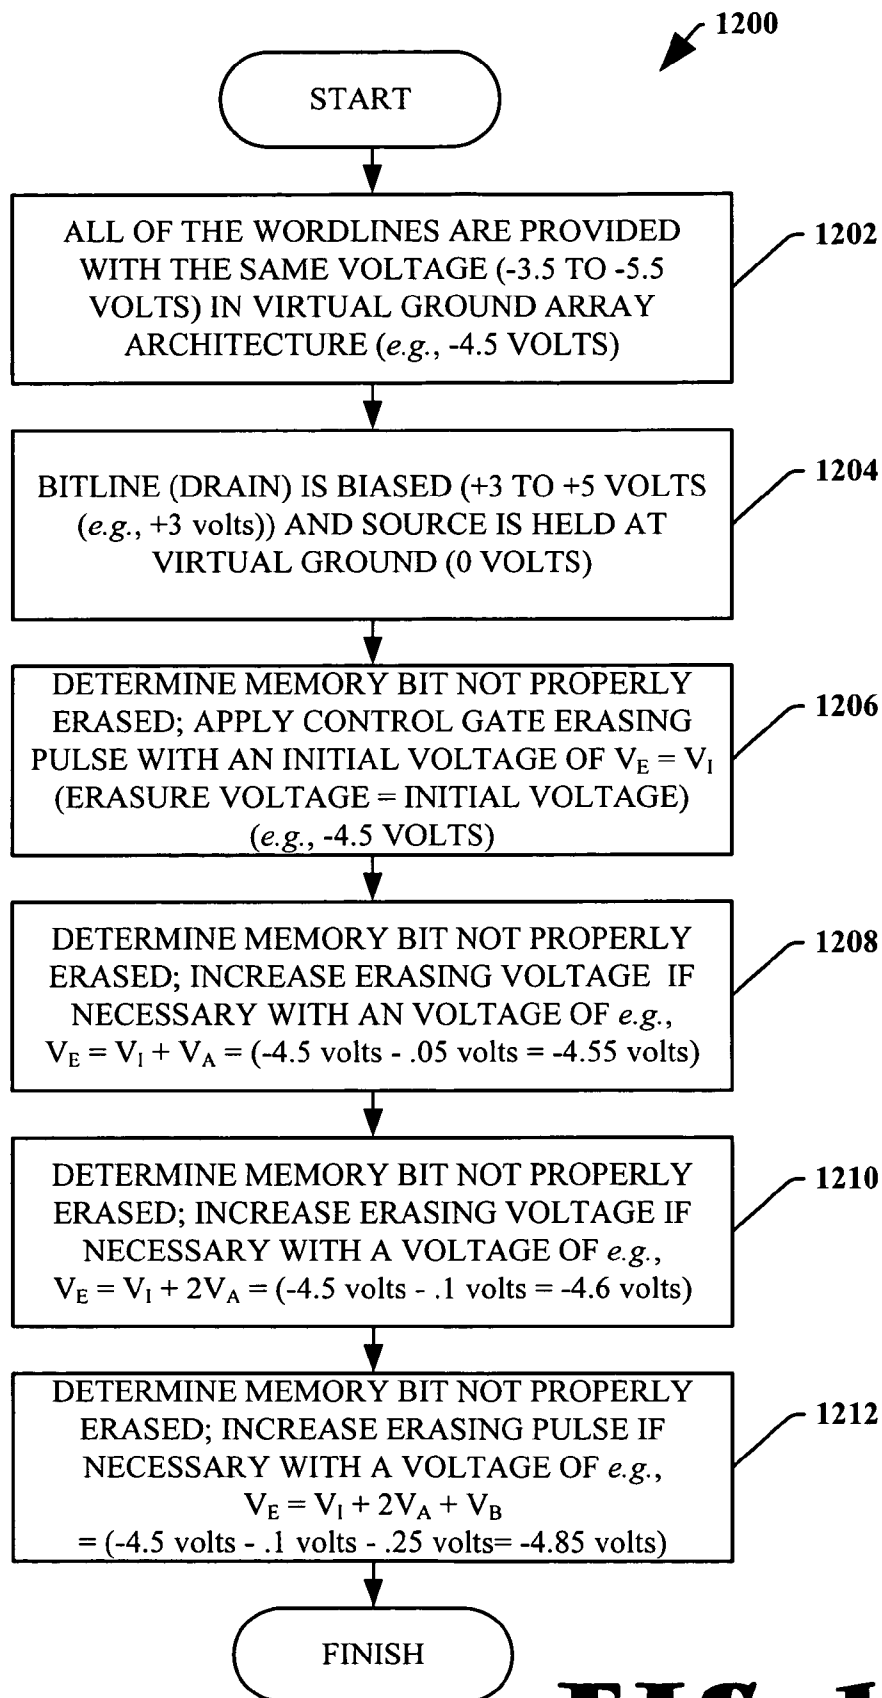 1200
START
ALL OF THE WORDLINES ARE PROVIDED
WITH THE SAME VOLTAGE (-3.5 TO -5.5
VOLTS) IN VIRTUAL GROUND ARRAY
ARCHITECTURE (e.g., -4.5 VOLTS)
1202
BITLINE (DRAIN) IS BIASED (+3 TO +5 VOLTS
(e.g., +3 volts)) AND SOURCE IS HELD AT
VIRTUAL GROUND (0 VOLTS)
1204
DETERMINE MEMORY BIT NOT PROPERLY
ERASED; APPLY CONTROL GATE ERASING
PULSE WITH AN INITIAL VOLTAGE OF V_E = V_I
(ERASURE VOLTAGE = INITIAL VOLTAGE)
(e.g., -4.5 VOLTS)
1206
DETERMINE MEMORY BIT NOT PROPERLY
ERASED; INCREASE ERASING VOLTAGE IF
NECESSARY WITH AN VOLTAGE OF e.g.,
V_E = V_I + V_A = (-4.5 volts - .05 volts = -4.55 volts)
1208
DETERMINE MEMORY BIT NOT PROPERLY
ERASED; INCREASE ERASING VOLTAGE IF
NECESSARY WITH A VOLTAGE OF e.g.,
V_E = V_I + 2V_A = (-4.5 volts - .1 volts = -4.6 volts)
1210
DETERMINE MEMORY BIT NOT PROPERLY
ERASED; INCREASE ERASING PULSE IF
NECESSARY WITH A VOLTAGE OF e.g.,
V_E = V_I + 2V_A + V_B
= (-4.5 volts - .1 volts - .25 volts= -4.85 volts)
1212
FINISH